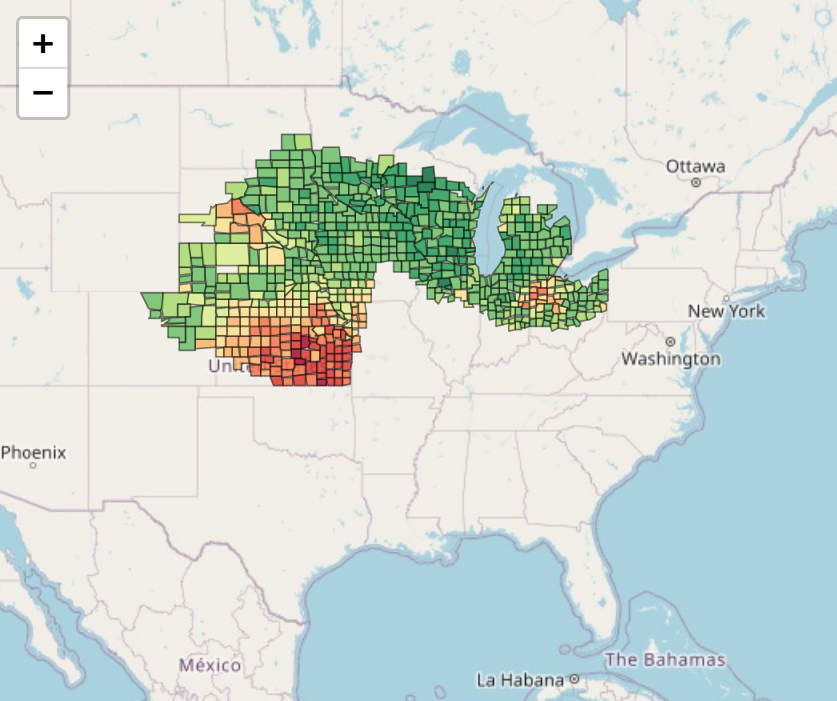 +
−
Ottawa
New York
Washington
Phoenix
México
The Bahamas
La Habana